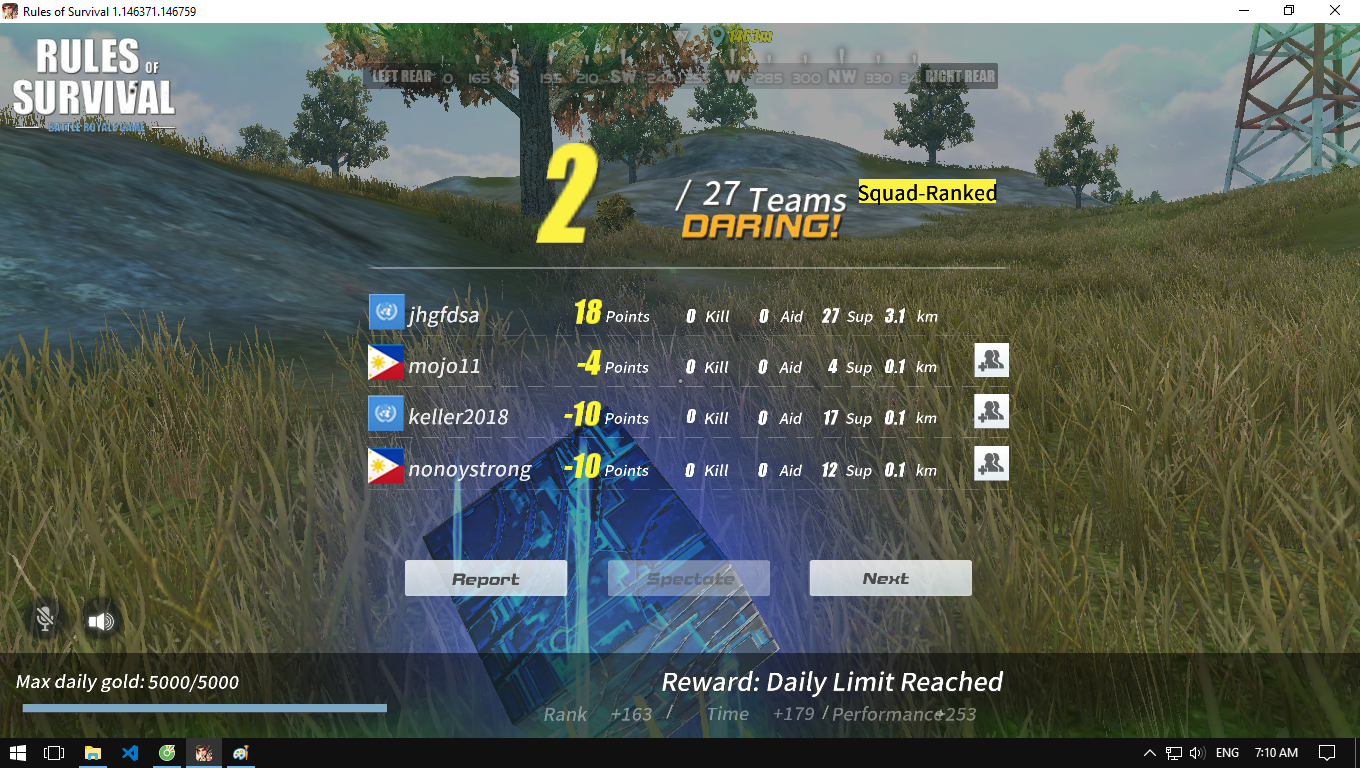 Rules of Survival 1.146371.146759
RULES OF
SURVIVAL
BATTLE ROYALE GAME
LEFT REAR 0 165 S 195 210 SW 240 W 285 300 NW 330 RIGHT REAR
2 / 27 Teams Squad-Ranked
DARING!
jhgfdsa 18 Points 0 Kill 0 Aid 27 Sup 3.1 km
mojo11 -4 Points 0 Kill 0 Aid 4 Sup 0.1 km
keller2018 -10 Points 0 Kill 0 Aid 17 Sup 0.1 km
nonoystrong -10 Points 0 Kill 0 Aid 12 Sup 0.1 km
Report Spectate Next
Max daily gold: 5000/5000 Reward: Daily Limit Reached
Rank +163 / Time +179 / Performance +253
ENG 7:10 AM